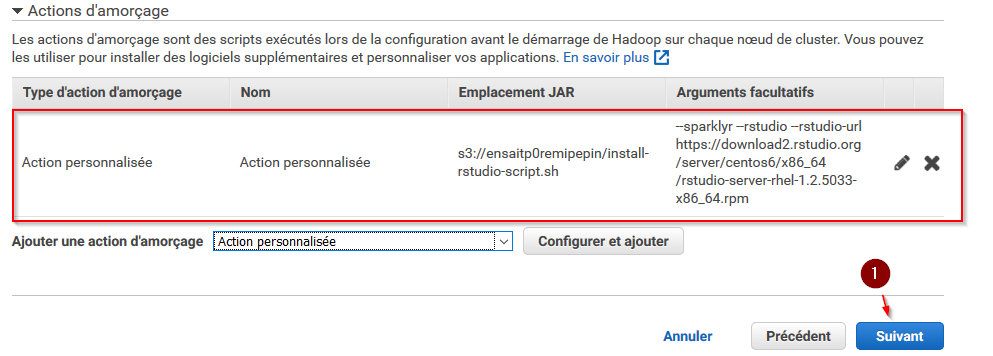 Actions d'amorçage
Les actions d'amorçage sont des scripts exécutés lors de la configuration avant le démarrage de Hadoop sur chaque nœud de cluster. Vous pouvez
les utiliser pour installer des logiciels supplémentaires et personnaliser vos applications. En savoir plus
Type d'action d'amorçage Nom Emplacement JAR Arguments facultatifs
Action personnalisée Action personnalisée
s3://ensaitp0remipepin/install-
rstudio-script.sh
--sparklyr --rstudio --rstudio-url
https://download2.rstudio.org
/server/centos6/x86_64
/rstudio-server-rhel-1.2.5033-
x86_64.rpm
Ajouter une action d'amorçage Action personnalisée Configurer et ajouter
1
Annuler Précédent Suivant